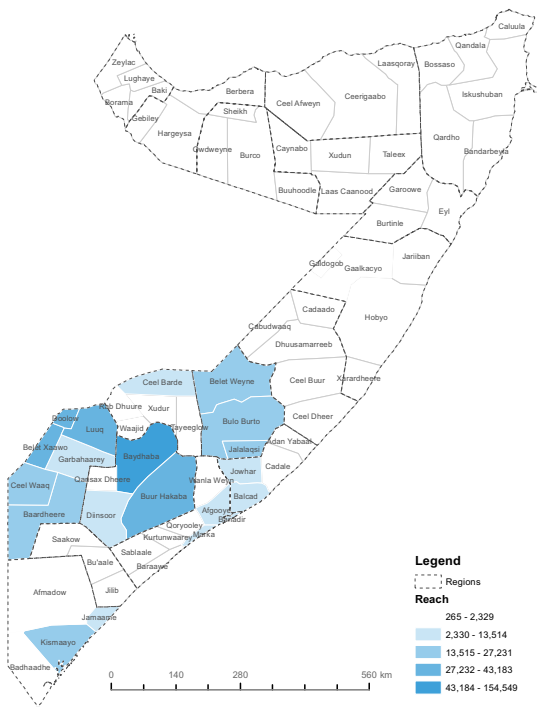 Caluula
Qandala
Zeylac
Laasqoray
Bossaso
Lughaye
Baki
Berbera
Iskushuban
Borama
Ceel Afweyn
Ceerigaabo
Sheikh
Gebiley
Hargeysa
Qardho
Gwdweyne
Burco
Caynabo
Xudun
Taleex
Bandarbeyla
Buuhoodle
Laas Caanood
Garoowe
Burtinle
Eyl
Jariiban
Galdogob
Gaalkacyo
Cadaado
Hobyo
Cabudwaaq
Dhuusamarreeb
Ceel Barde
Belet Weyne
Ceel Buur
Xarardheere
Rab Dhuure
Xudur
Doolow
Luuq
Waajid
Tayeeglow
Bulo Burto
Ceel Dheer
Belet Xaawo
Garbahaarey
Baydhaba
Jalalaqsi
Adan Yabaal
Ceel Waaq
Qansax Dheere
Jowhar
Cadale
Wanla Weyn
Buur Hakaba
Balcad
Baardheere
Diinsoor
Afgooye
Banadir
Qoryooley
Marka
Kurtunwaarey
Saakow
Sablaale
Bu'aale
Baraawe
Afmadow
Jilib
Jamaame
Kismaayo
Badhaadhe
0 140 280 560 km
Legend
Regions
Reach
265 - 2,329
2,330 - 13,514
13,515 - 27,231
27,232 - 43,183
43,184 - 154,549